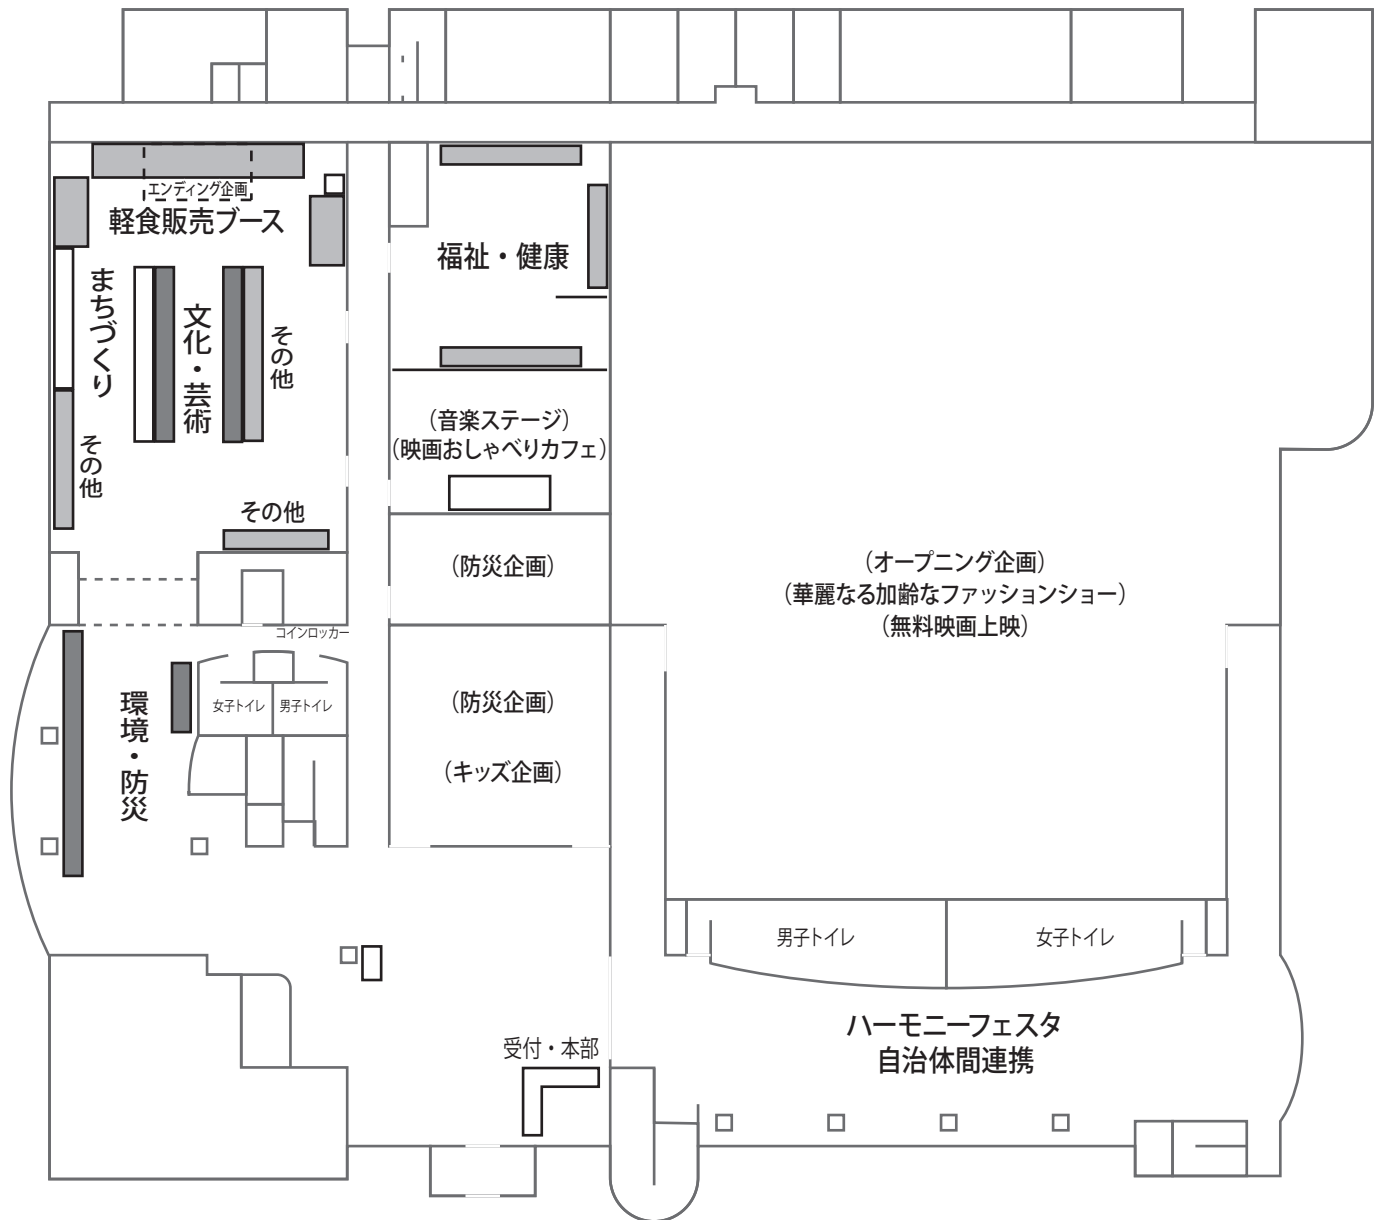 エンディング企画
軽食販売ブース
まちづくり
文化・芸術
その他
その他
その他
福祉・健康
（音楽ステージ）
（映画おしゃべりカフェ）
（防災企画）
（オープニング企画）
（華麗なる加齢なファッションショー）
（無料映画上映）
コインロッカー
女子トイレ
男子トイレ
環境・防災
（防災企画）
（キッズ企画）
男子トイレ
女子トイレ
ハーモニーフェスタ
自治体間連携
受付・本部